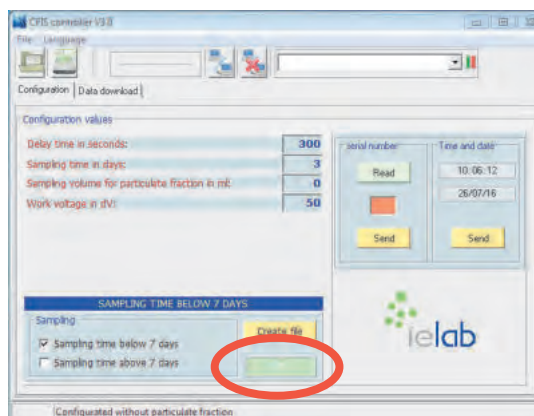 CFIS controller V3.0
File Language
Configuration Data download
Configuration values
Delay time in seconds: 300
Sampling time in days: 3
Sampling volume for particulate fraction in ml: 0
Work voltage in dV: 50
serial number
Read
Send
Time and date
10:06:12
26/07/16
Send
SAMPLING TIME BELOW 7 DAYS
Sampling
Sampling time below 7 days
Sampling time above 7 days
Create file
ielab
Configurated without particulate fraction